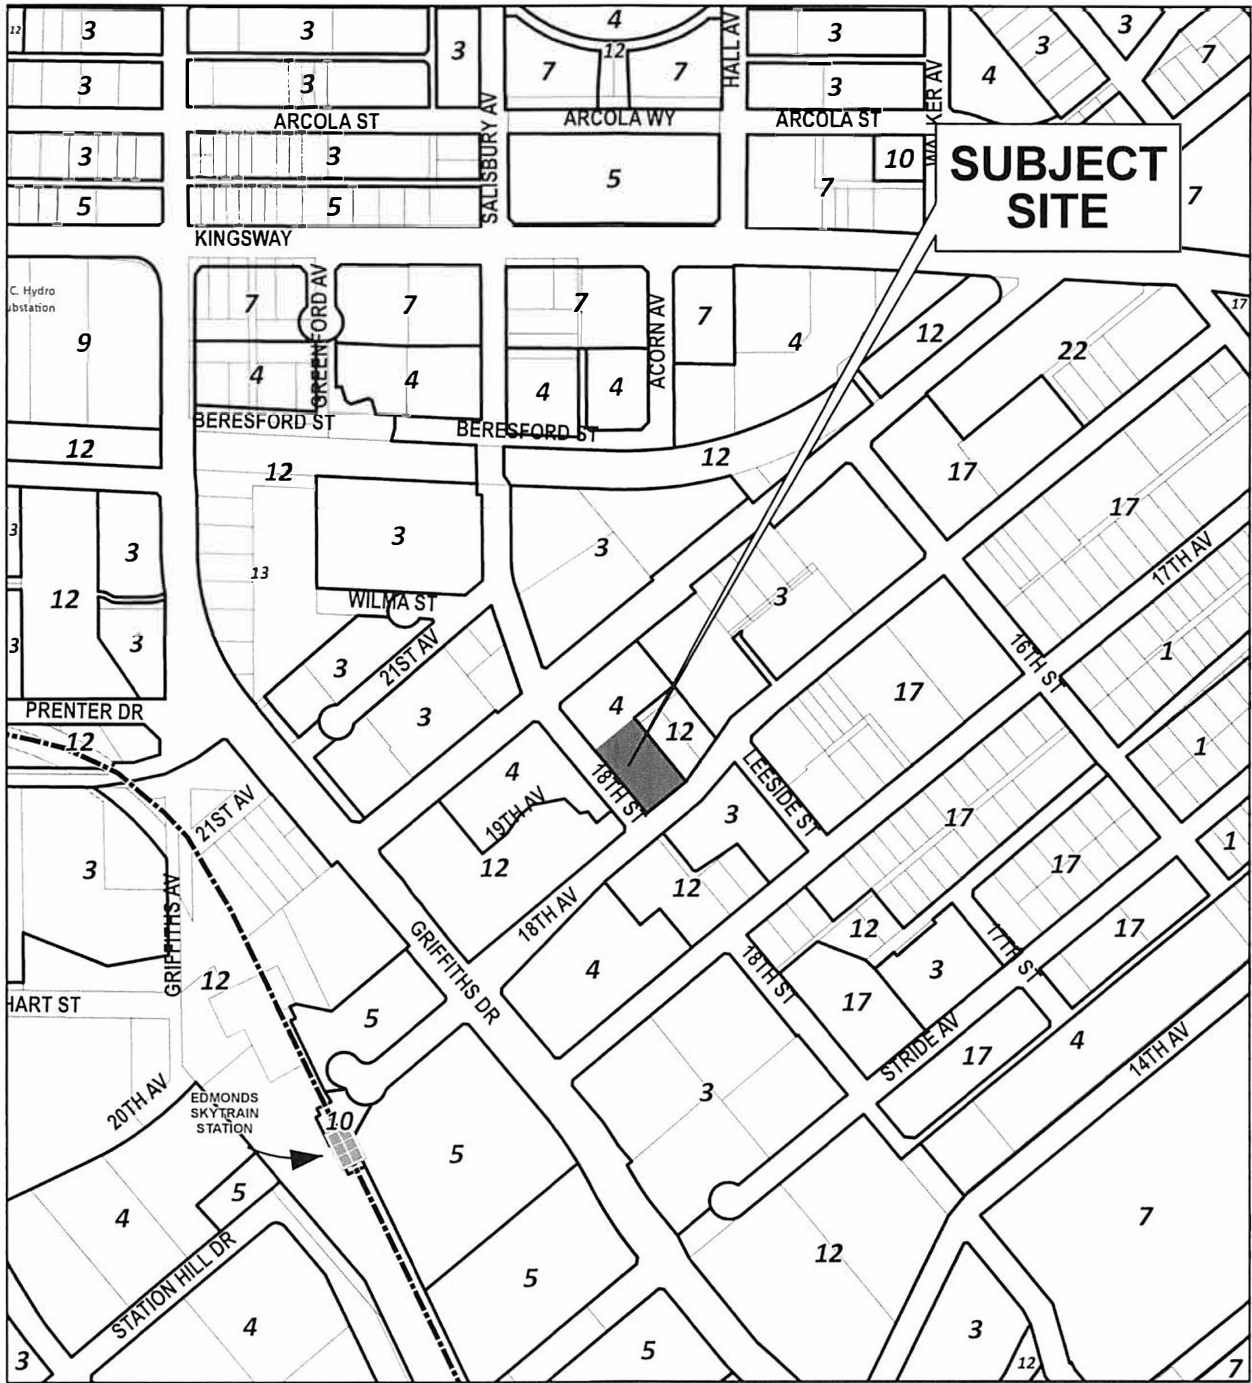 12
3
3
3
4
12
HALL AV
3
3
4
3
7
7
7
3
3
3
WALKER AV
ARCOLA ST
SALISBURY AV
ARCOLA WY
ARCOLA ST
3
3
5
7
10
SUBJECT
SITE
7
5
5
KINGSWAY
C. Hydro
ubstation
9
7
GREENFORD AV
7
7
ACORN AV
7
4
12
22
17
4
4
4
4
BERESFORD ST
BERESFORD ST
12
12
12
17
17
3
3
12
3
13
3
3
17TH AV
WILMA ST
3
16TH ST
1
3
3
3
21ST AV
3
4
12
17
PRENTER DR
12
4
18TH ST
LEESIDE ST
1
21ST AV
19TH AV
3
17
1
3
12
12
17
GRIFFITHS AV
18TH AV
12
17
GRIFFITHS DR
4
18TH ST
3
17TH ST
12
17
HART ST
5
STRIDE AV
17
4
14TH AV
20TH AV
EDMONDS
SKYTRAIN
STATION
10
3
5
5
4
7
12
STATION HILL DR
5
4
3
5
3
12
7